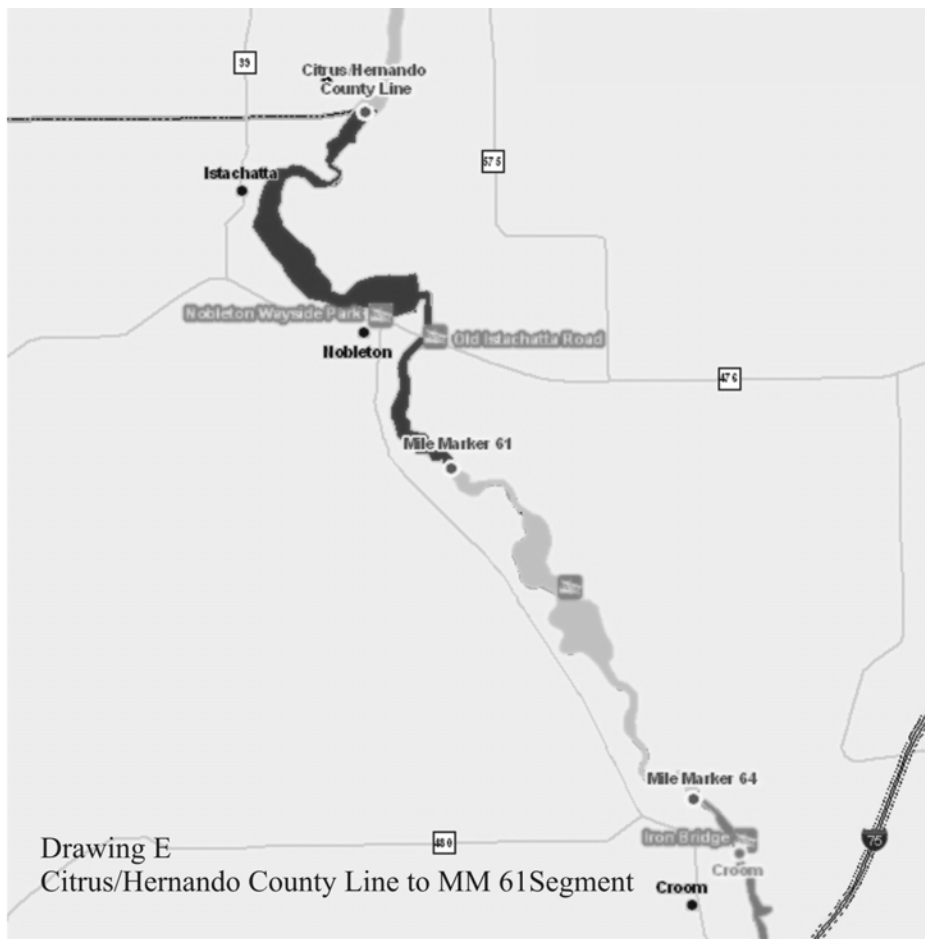 39
Citrus/Hernando
County Line
575
Istachatta
Nobleton Wayside Park
Old Istachatta Road
Nobleton
476
Mile Marker 61
Mile Marker 64
Iron Bridge
75
480
Croom
Croom
Drawing E
Citrus/Hernando County Line to MM 61Segment